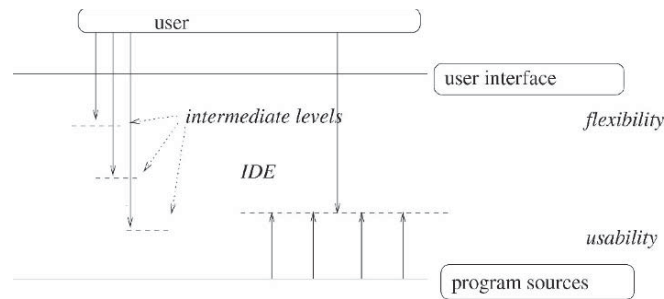 user
user interface
flexibility
intermediate levels
IDE
usability
program sources